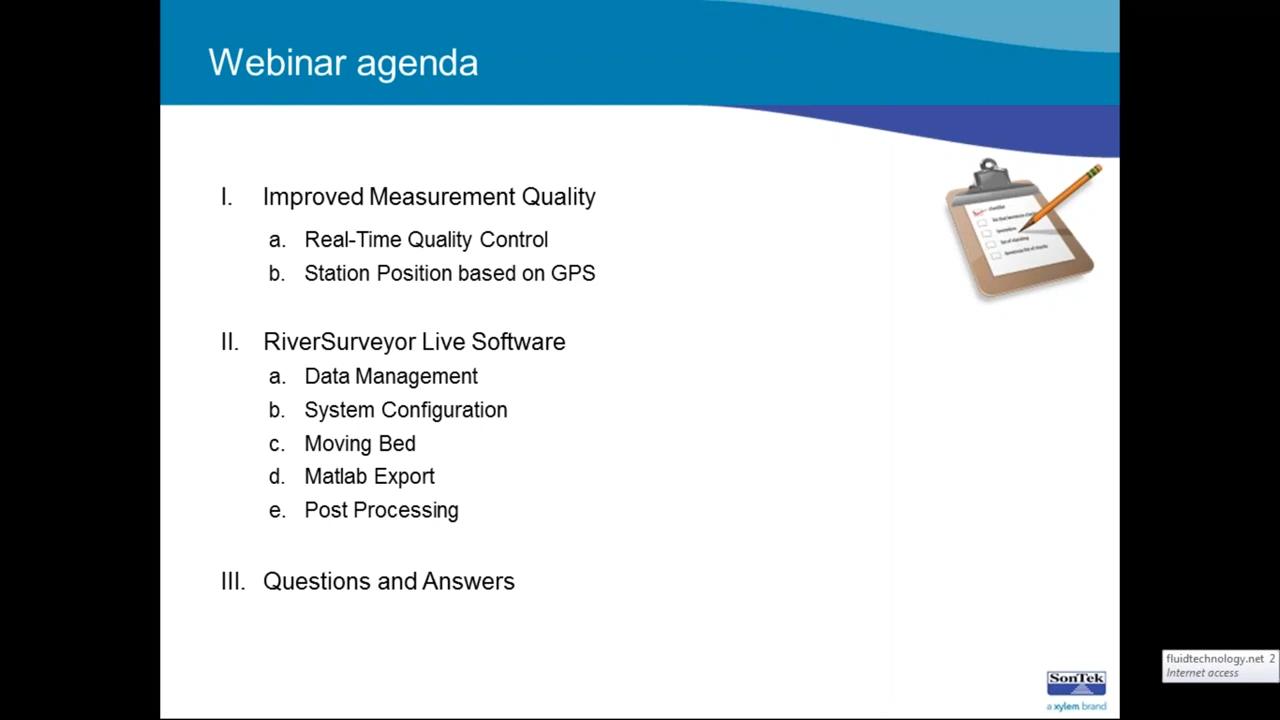 Webinar agenda
I. Improved Measurement Quality
a. Real-Time Quality Control
b. Station Position based on GPS
II. RiverSurveyor Live Software
a. Data Management
b. System Configuration
c. Moving Bed
d. Matlab Export
e. Post Processing
III. Questions and Answers
fluidtechnology.net 2
Internet access
SonTek
a xylem brand